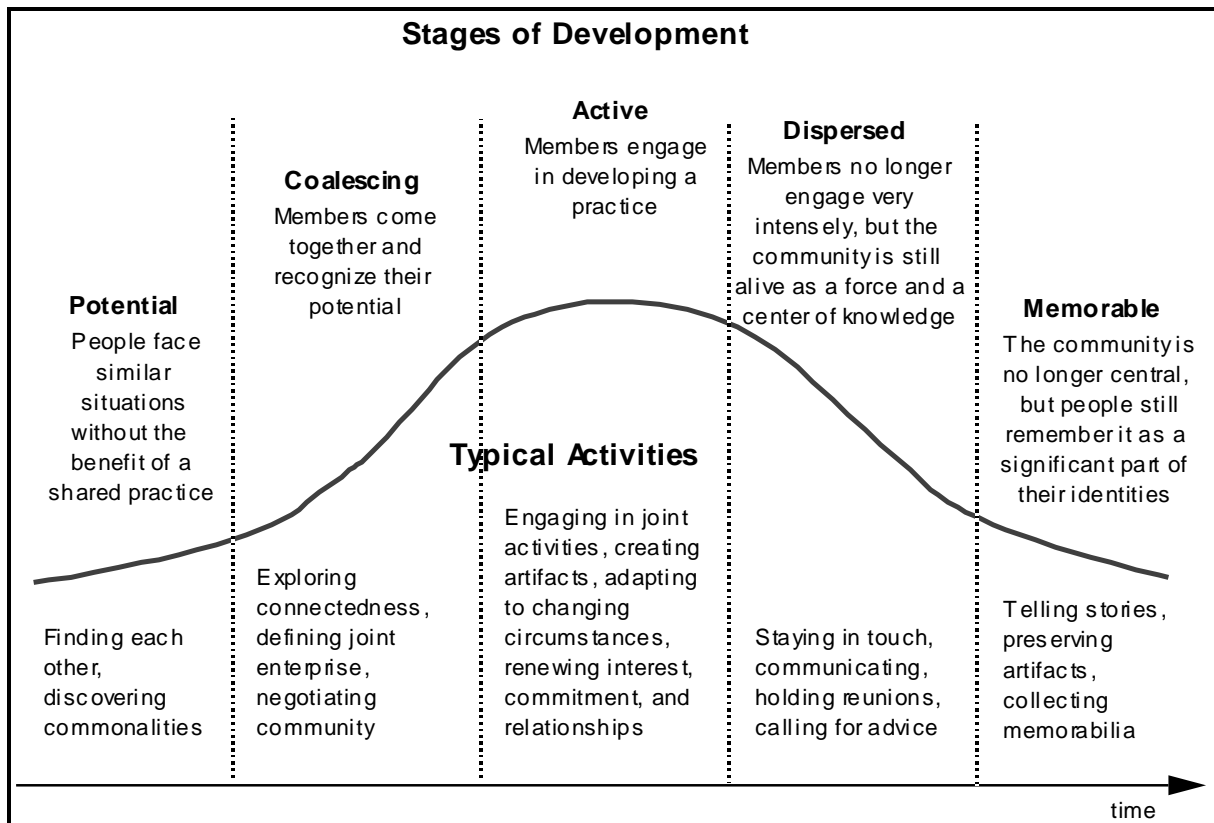 Stages of Development
Potential
People face
similar
situations
without the
benefit of a
shared practice
Coalescing
Members come
together and
recognize their
potential
Active
Members engage
in developing a
practice
Dispersed
Members no longer
engage very
intensely, but the
community is still
alive as a force and a
center of knowledge
Memorable
The community is
no longer central,
but people still
remember it as a
significant part of
their identities
Typical Activities
Finding each
other,
discovering
commonalities
Exploring
connectedness,
defining joint
enterprise,
negotiating
community
Engaging in joint
activities, creating
artifacts, adapting
to changing
circumstances,
renewing interest,
commitment, and
relationships
Staying in touch,
communicating,
holding reunions,
calling for advice
Telling stories,
preserving
artifacts,
collecting
memorabilia
time